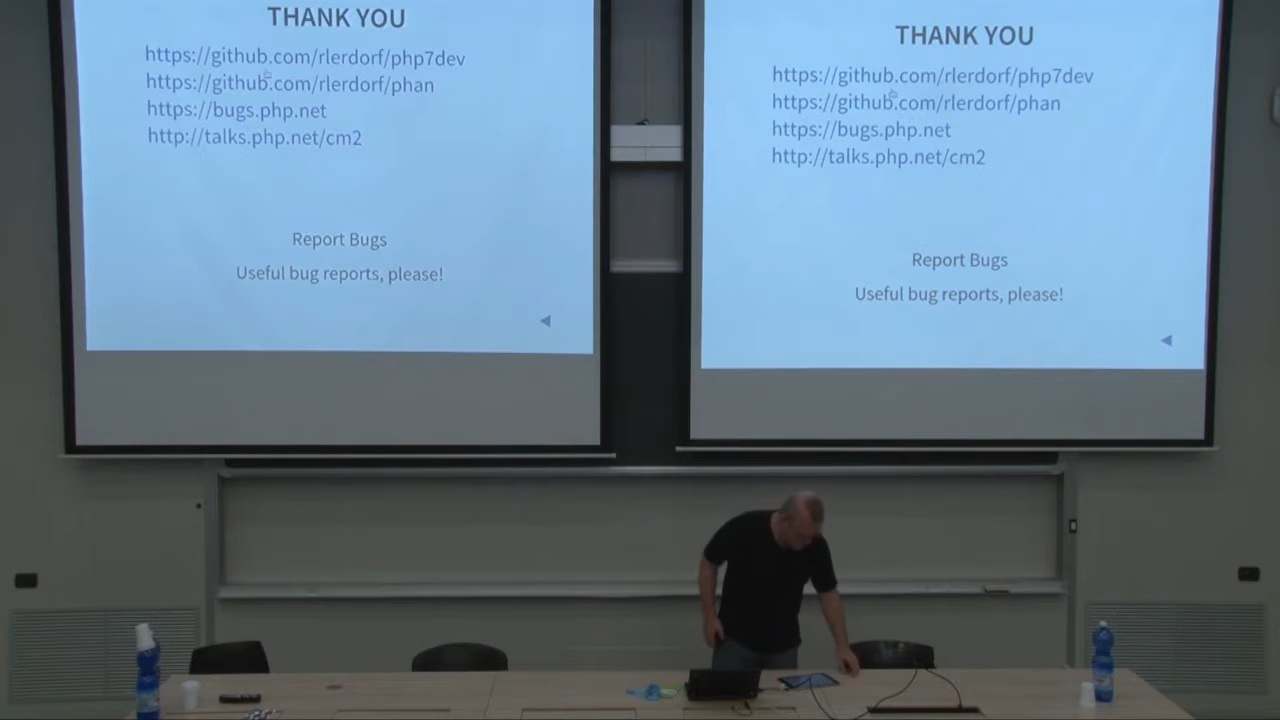 THANK YOU
https://github.com/rlerdorf/php7dev
https://github.com/rlerdorf/phan
https://bugs.php.net
http://talks.php.net/cm2
Report Bugs
Useful bug reports, please!
THANK YOU
https://github.com/rlerdorf/php7dev
https://github.com/rlerdorf/phan
https://bugs.php.net
http://talks.php.net/cm2
Report Bugs
Useful bug reports, please!